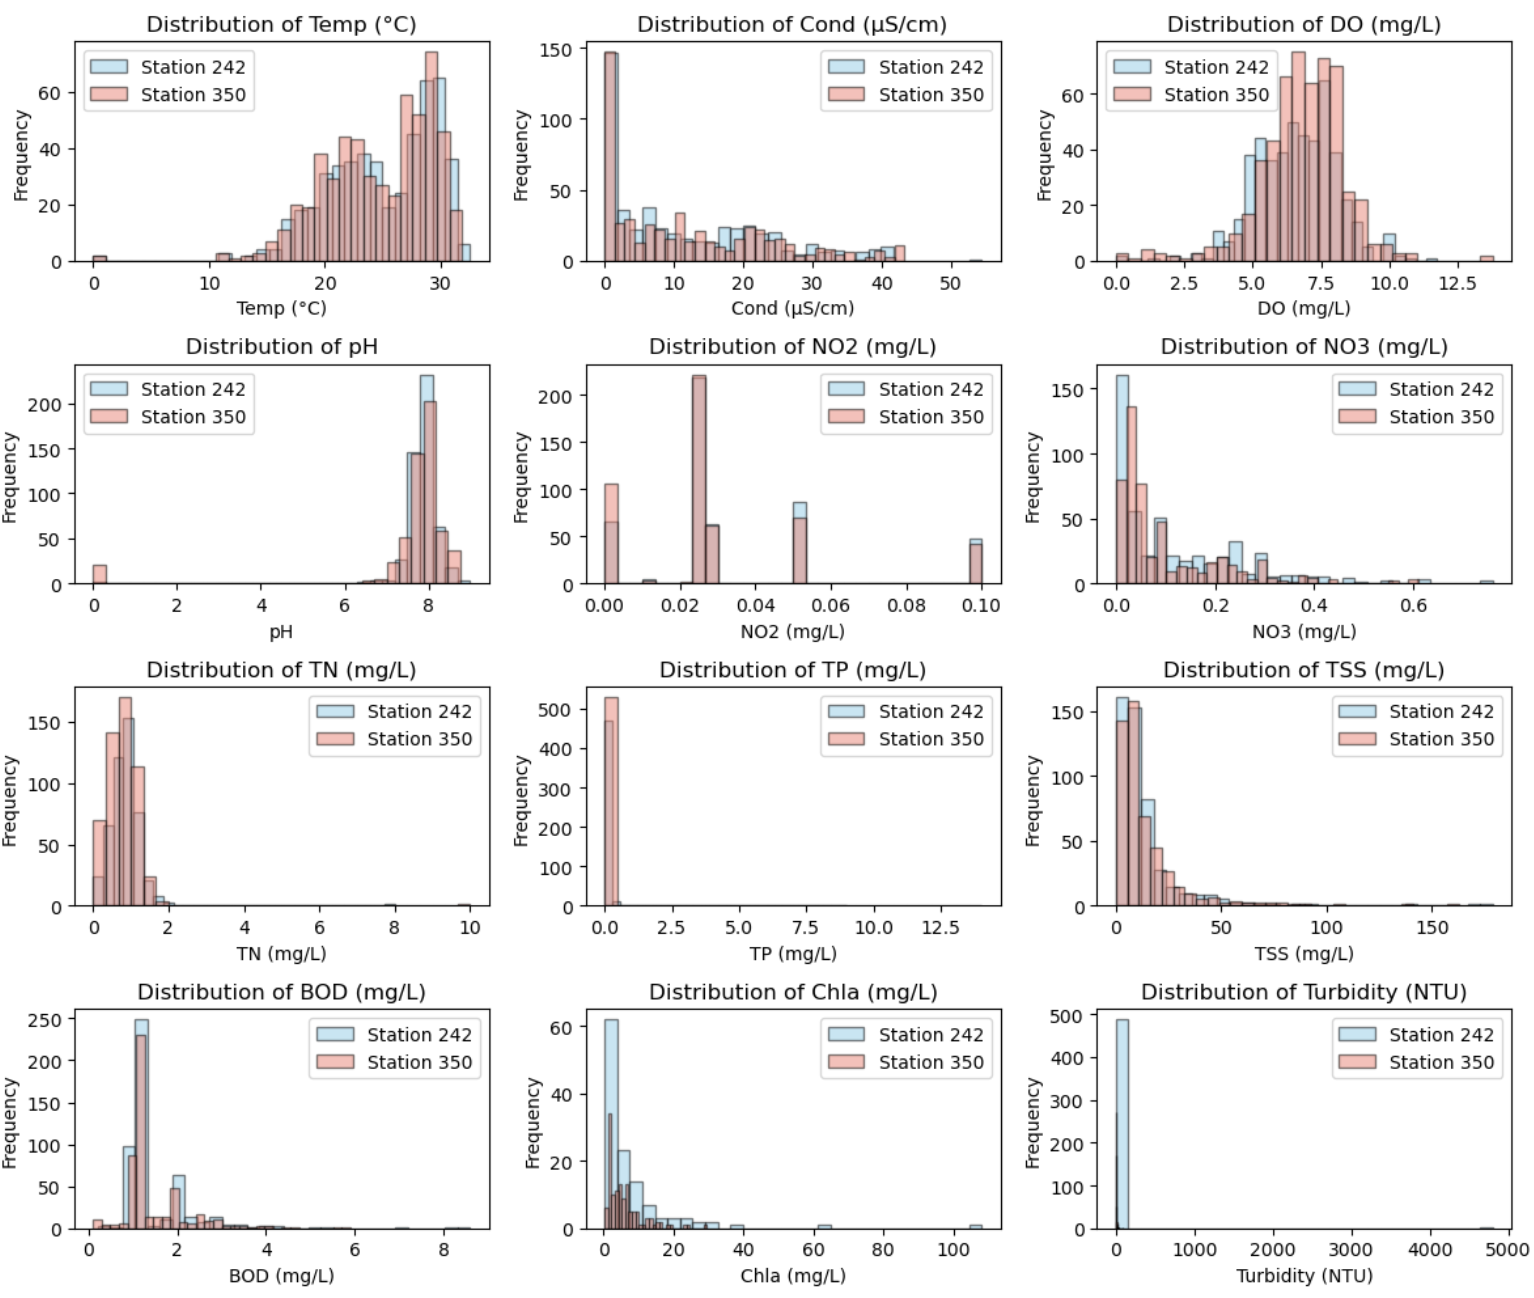 Distribution of Temp (°C)
Station 242
Station 350
60
40
20
0
Frequency
0 10 20 30
Temp (°C)
Distribution of Cond (µS/cm)
Station 242
Station 350
150
100
50
0
Frequency
0 10 20 30 40 50
Cond (µS/cm)
Distribution of DO (mg/L)
Station 242
Station 350
60
40
20
0
Frequency
0.0 2.5 5.0 7.5 10.0 12.5
DO (mg/L)
Distribution of pH
Station 242
Station 350
200
150
100
50
0
Frequency
0 2 4 6 8
pH
Distribution of NO2 (mg/L)
Station 242
Station 350
200
150
100
50
0
Frequency
0.00 0.02 0.04 0.06 0.08 0.10
NO2 (mg/L)
Distribution of NO3 (mg/L)
Station 242
Station 350
150
100
50
0
Frequency
0.0 0.2 0.4 0.6
NO3 (mg/L)
Distribution of TN (mg/L)
Station 242
Station 350
150
100
50
0
Frequency
0 2 4 6 8 10
TN (mg/L)
Distribution of TP (mg/L)
Station 242
Station 350
500
400
300
200
100
0
Frequency
0.0 2.5 5.0 7.5 10.0 12.5
TP (mg/L)
Distribution of TSS (mg/L)
Station 242
Station 350
150
100
50
0
Frequency
0 50 100 150
TSS (mg/L)
Distribution of BOD (mg/L)
Station 242
Station 350
250
200
150
100
50
0
Frequency
0 2 4 6 8
BOD (mg/L)
Distribution of Chla (mg/L)
Station 242
Station 350
60
40
20
0
Frequency
0 20 40 60 80 100
Chla (mg/L)
Distribution of Turbidity (NTU)
Station 242
Station 350
500
400
300
200
100
0
Frequency
0 1000 2000 3000 4000 5000
Turbidity (NTU)